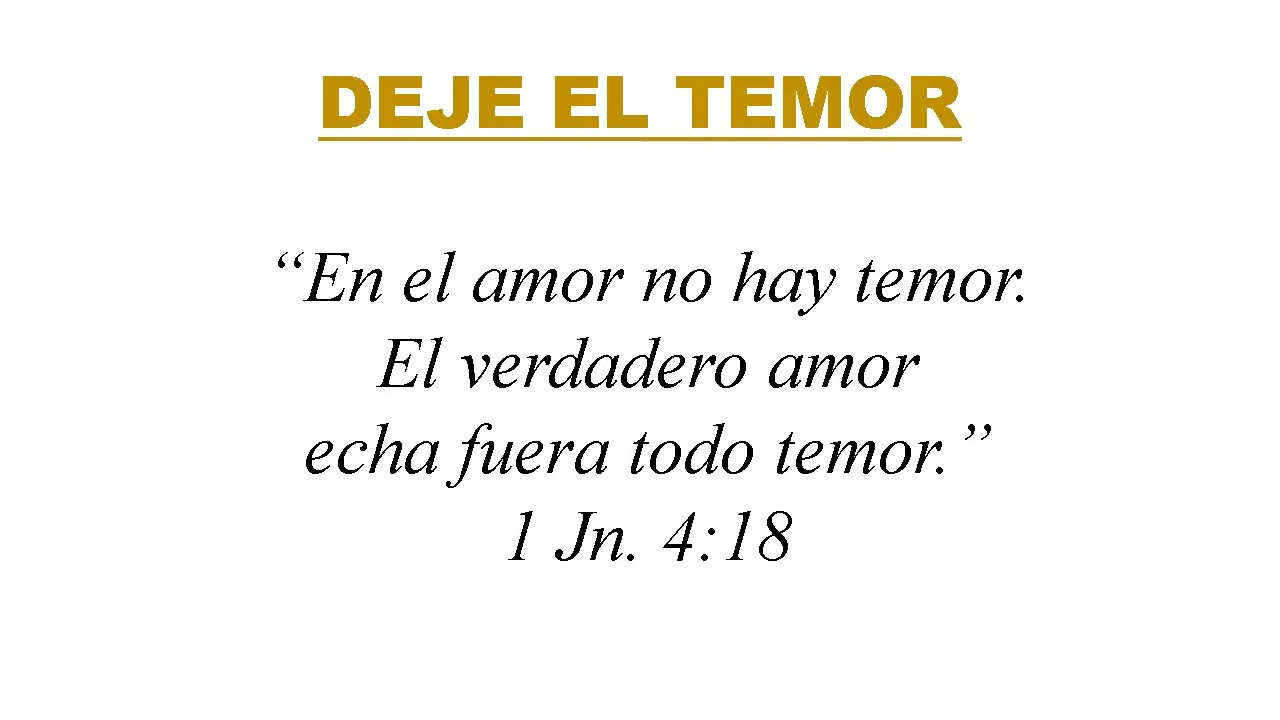 DEJE EL TEMOR
“En el amor no hay temor.
El verdadero amor
echa fuera todo temor.”
1 Jn. 4:18